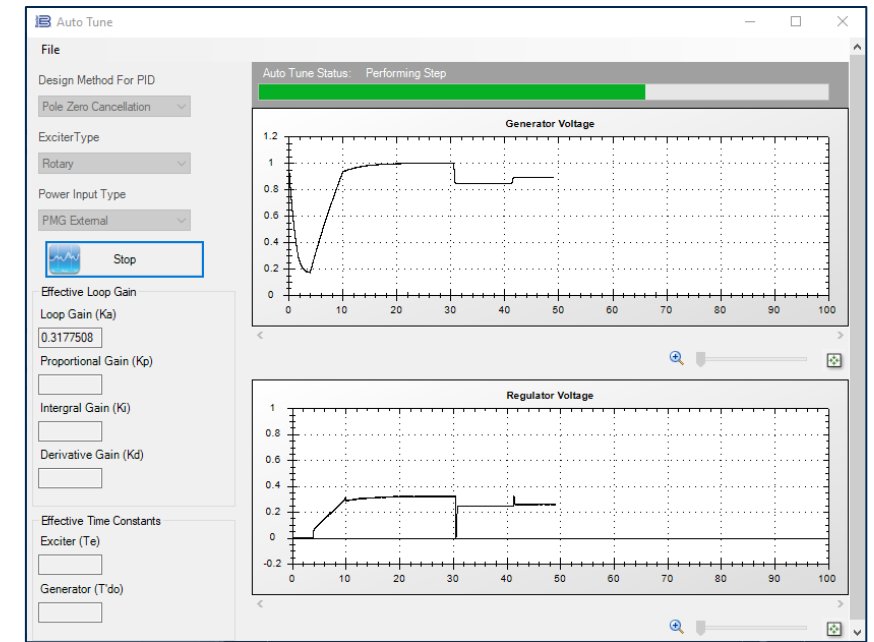 Auto Tune
File
Design Method For PID
Pole Zero Cancellation
ExciterType
Rotary
Power Input Type
PMG External
Stop
Effective Loop Gain
Loop Gain (Ka)
0.3177508
Proportional Gain (Kp)
Intergral Gain (Ki)
Derivative Gain (Kd)
Effective Time Constants
Exciter (Te)
Generator (T'do)
Auto Tune Status: Performing Step
Generator Voltage
1.2
1
0.8
0.6
0.4
0.2
0
0 10 20 30 40 50 60 70 80 90 100
Regulator Voltage
1
0.8
0.6
0.4
0.2
0
-0.2
0 10 20 30 40 50 60 70 80 90 100